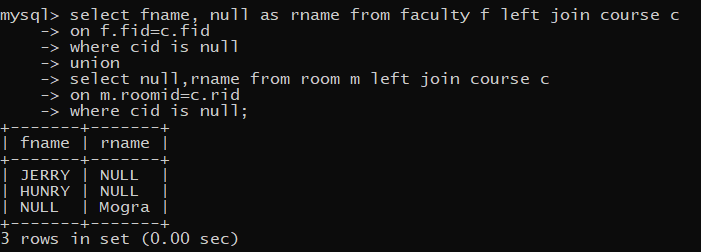 mysql> select fname, null as rname from faculty f left join course c
    -> on f.fid=c.fid
    -> where cid is null
    -> union
    -> select null,rname from room m left join course c
    -> on m.roomid=c.rid
    -> where cid is null;
+-------+-------+
| fname | rname |
+-------+-------+
| JERRY | NULL  |
| HUNRY | NULL  |
| NULL  | Mogra |
+-------+-------+
3 rows in set (0.00 sec)